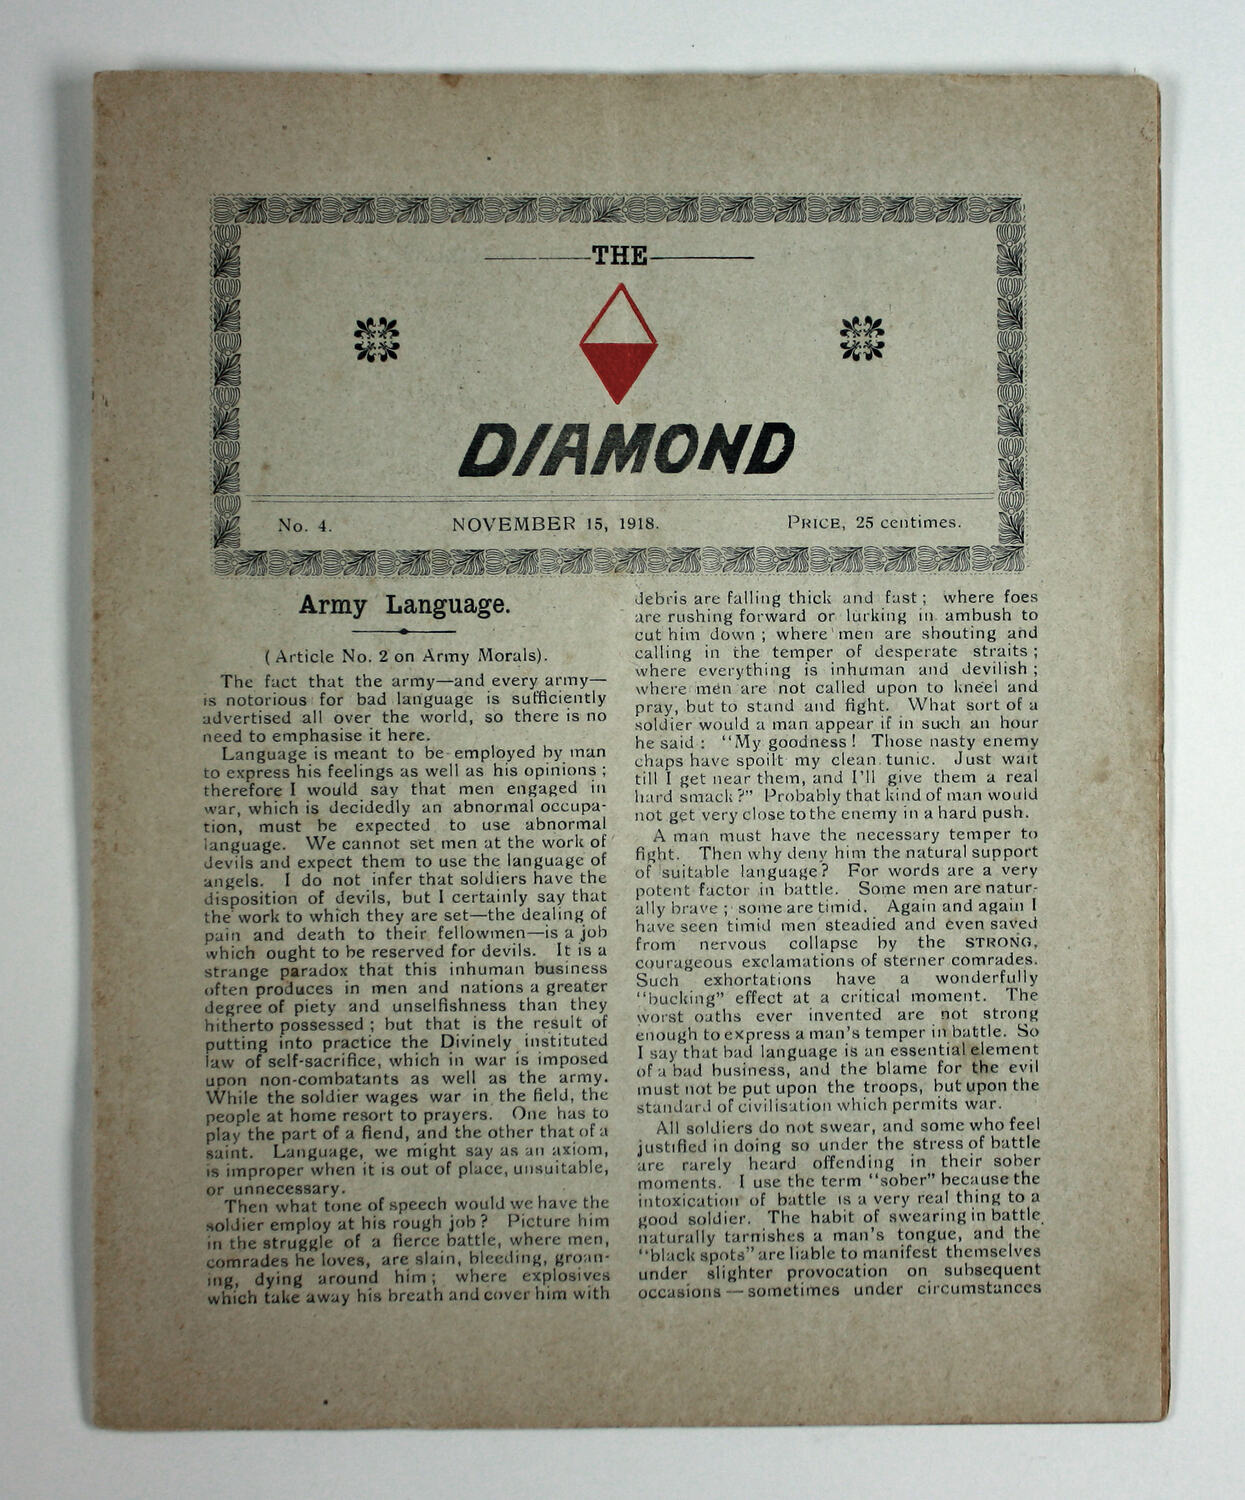 THE
DIAMOND
No. 4.
NOVEMBER 15, 1918.
PRICE, 25 centimes.
Army Language.
( Article No. 2 on Army Morals).
The fact that the army—and every army—
is notorious for bad language is sufficiently
advertised all over the world, so there is no
need to emphasise it here.
Language is meant to be employed by man
to express his feelings as well as his opinions ;
therefore I would say that men engaged in
war, which is decidedly an abnormal occupa-
tion, must be expected to use abnormal
language. We cannot set men at the work of
devils and expect them to use the language of
angels. I do not infer that soldiers have the
disposition of devils, but I certainly say that
the work to which they are set—the dealing of
pain and death to their fellowmen—is a job
which ought to be reserved for devils. It is a
strange paradox that this inhuman business
often produces in men and nations a greater
degree of piety and unselfishness than they
hitherto possessed ; but that is the result of
putting into practice the Divinely instituted
law of self-sacrifice, which in war is imposed
upon non-combatants as well as the army.
While the soldier wages war in the field, the
people at home resort to prayers. One has to
play the part of a fiend, and the other that of a
saint. Language, we might say as an axiom,
is improper when it is out of place, unsuitable,
or unnecessary.
Then what tone of speech would we have the
soldier employ at his rough job ? Picture him
in the struggle of a fierce battle, where men,
comrades he loves, are slain, bleeding, groan-
ing, dying around him ; where explosives
which take away his breath and cover him with
debris are falling thick and fast ; where foes
are rushing forward or lurking in ambush to
cut him down ; where men are shouting and
calling in the temper of desperate straits ;
where everything is inhuman and devilish ;
where men are not called upon to kneel and
pray, but to stand and fight. What sort of a
soldier would a man appear if in such an hour
he said : "My goodness ! Those nasty enemy
chaps have spoilt my clean tunic. Just wait
till I get near them, and I'll give them a real
hard smack ?" Probably that kind of man would
not get very close to the enemy in a hard push.
A man must have the necessary temper to
fight. Then why deny him the natural support
of suitable language? For words are a very
potent factor in battle. Some men are natur-
ally brave ; some are timid. Again and again I
have seen timid men steadied and even saved
from nervous collapse by the STRONG,
courageous exclamations of sterner comrades.
Such exhortations have a wonderfully
"bucking" effect at a critical moment. The
worst oaths ever invented are not strong
enough to express a man's temper in battle. So
I say that bad language is an essential element
of a bad business, and the blame for the evil
must not be put upon the troops, but upon the
standard of civilisation which permits war.
All soldiers do not swear, and some who feel
justified in doing so under the stress of battle
are rarely heard offending in their sober
moments. I use the term "sober" because the
intoxication of battle is a very real thing to a
good soldier. The habit of swearing in battle
naturally tarnishes a man's tongue, and the
"black spots" are liable to manifest themselves
under slighter provocation on subsequent
occasions — sometimes under circumstances